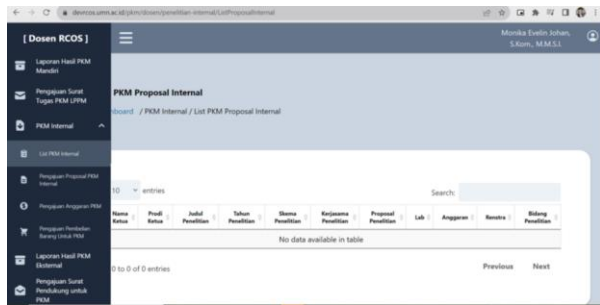 devrcos.umn.ac.id/pkm/dosen/penelitian-internal/ListProposalInternal
[ Dosen RCOS ]
Monika Evelin Johan,
S.Kom., M.M.S.I.
Laporan Hasil PKM
Mandiri
Pengajuan Surat
Tugas PKM LPPM
PKM Internal
List PKM Internal
Pengajuan Proposal PKM
Internal
Pengajuan Anggaran PKM
Pengajuan Pembelian
Barang Untuk PKM
Laporan Hasil PKM
Eksternal
Pengajuan Surat
Pendukung untuk
PKM
PKM Proposal Internal
board / PKM Internal / List PKM Proposal Internal
10 entries
Search:
Nama Ketua Prodi Ketua Judul Penelitian Tahun Penelitian Skema Penelitian Kerjasama Penelitian Proposal Penelitian Lab Anggaran Renstra Bidang Penelitian
No data available in table
0 to 0 of 0 entries
Previous Next